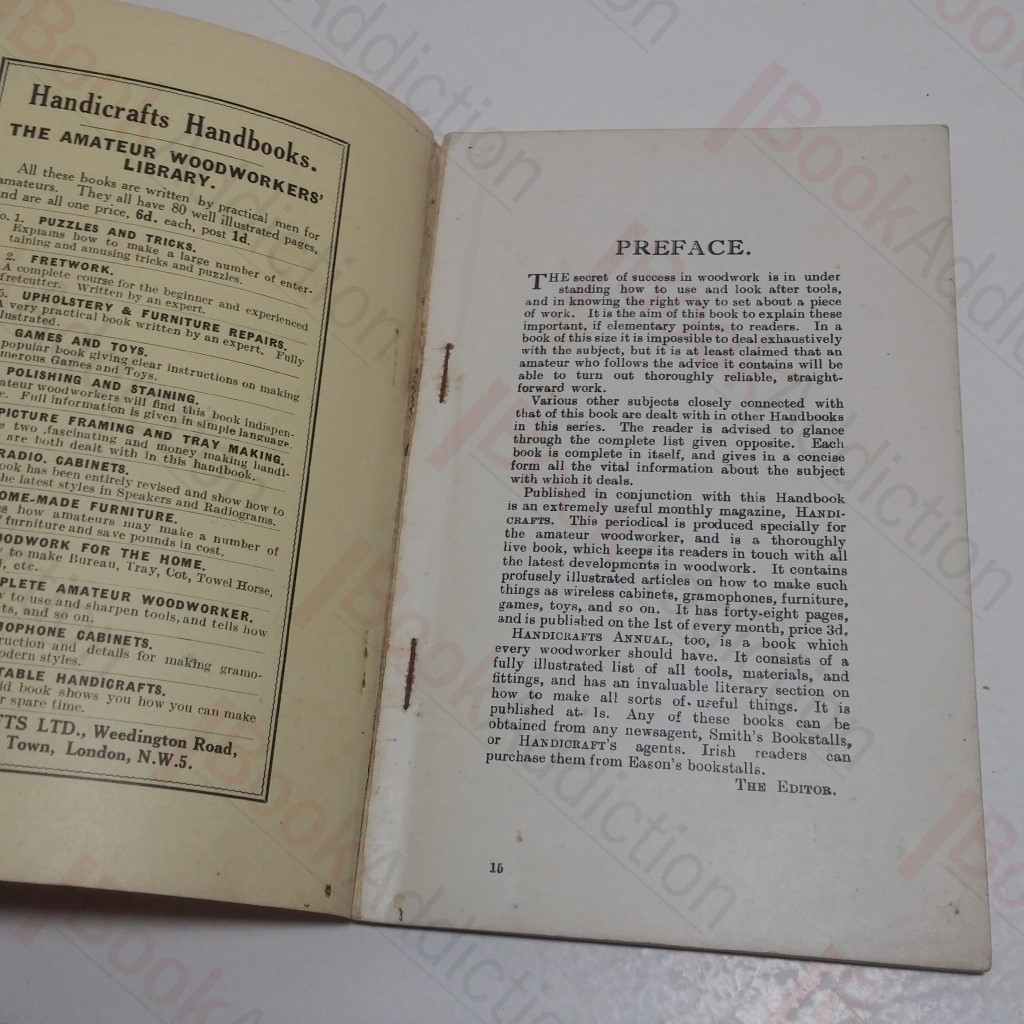 Handicrafts Handbooks.
THE AMATEUR WOODWORKERS'
LIBRARY.
All these books are written by practical men for
amateurs. They all have 80 well illustrated pages,
and are all one price, 6d. each, post 1d.
o. 1. PUZZLES AND TRICKS.
Explains how to make a large number of enter-
taining and amusing tricks and puzzles.
2. FRETWORK.
A complete course for the beginner and experienced
fretcutter. Written by an expert.
5. UPHOLSTERY & FURNITURE REPAIRS.
A very practical book written by an expert. Fully
llustrated.
GAMES AND TOYS.
popular book giving clear instructions on making
merous Games and Toys.
POLISHING AND STAINING.
ateur woodworkers will find this book indispen-
e. Full information is given in simple language.
PICTURE FRAMING AND TRAY MAKING.
e two fascinating and money making handi-
are both dealt with in this handbook.
RADIO. CABINETS.
ook has been entirely revised and show how to
he latest styles in Speakers and Radiograms.
OME-MADE FURNITURE.
s how amateurs may make a number of
f furniture and save pounds in cost.
OODWORK FOR THE HOME.
to make Bureau, Tray, Cot, Towel Horse,
, etc.
PLETE AMATEUR WOODWORKER.
to use and sharpen tools, and tells how
ts, and so on.
MOPHONE CABINETS.
ruction and details for making gramo-
odern styles.
TABLE HANDICRAFTS.
id book shows you how you can make
r spare time.
FTS LTD., Weedington Road,
Town, London, N.W.5.
PREFACE.
THE secret of success in woodwork is in under
standing how to use and look after tools,
and in knowing the right way to set about a piece
of work. It is the aim of this book to explain these
important, if elementary points, to readers. In a
book of this size it is impossible to deal exhaustively
with the subject, but it is at least claimed that an
amateur who follows the advice it contains will be
able to turn out thoroughly reliable, straight-
forward work.
Various other subjects closely connected with
that of this book are dealt with in other Handbooks
in this series. The reader is advised to glance
through the complete list given opposite. Each
book is complete in itself, and gives in a concise
form all the vital information about the subject
with which it deals.
Published in conjunction with this Handbook
is an extremely useful monthly magazine, HANDI-
CRAFTS. This periodical is produced specially for
the amateur woodworker, and is a thoroughly
live book, which keeps its readers in touch with all
the latest developments in woodwork. It contains
profusely illustrated articles on how to make such
things as wireless cabinets, gramophones, furniture,
games, toys, and so on. It has forty-eight pages,
and is published on the 1st of every month, price 3d,
HANDICRAFTS ANNUAL, too, is a book which
every woodworker should have. It consists of a
fully illustrated list of all tools, materials, and
fittings, and has an invaluable literary section on
how to make all sorts of useful things. It is
published at 1s. Any of these books can be
obtained from any newsagent, Smith's Bookstalls,
or HANDICRAFT'S agents. Irish readers can
purchase them from Eason's bookstalls.
THE EDITOR.
15
BookAddiction